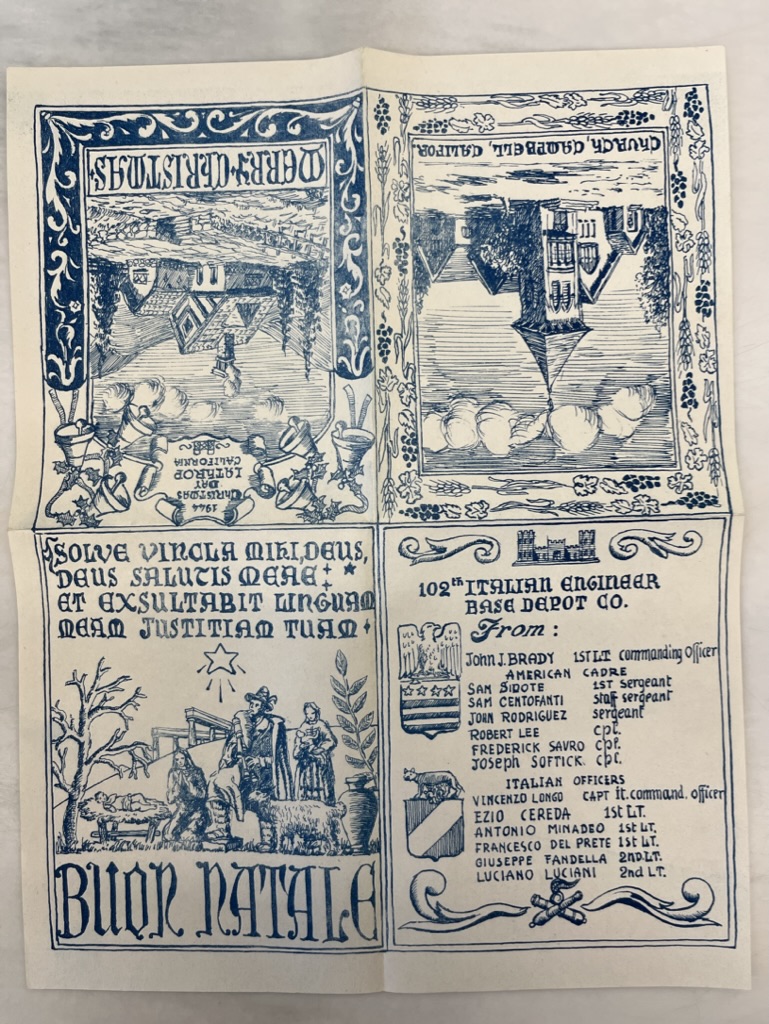 1944
CHRISTMAS
DAY
LATROP
CALIFORNIA
MERRY·CHRISTMAS·
CHURCH, CAMPBELL, CALIFOR.
SOLVE VINCLA MIHI, DEUS,
DEUS SALUTIS MEAE:
ET EXSULTABIT LINGUAM
MEAM JUSTITIAM TUAM
BUON NATALE
102th ITALIAN ENGINEER
BASE DEPOT CO.
From:
John J. BRADY 1ST LT commanding officer
AMERICAN CADRE
SAM SIDOTE 1ST sergeant
SAM CENTOFANTI staff sergeant
JOHN RODRIGUEZ sergeant
ROBERT LEE cpl.
FREDERICK SAVRO cpl.
JOSEPH SOFTICK cpl.
ITALIAN OFFICERS
VINCENZO LONGO CAPT it.command. officer
EZIO CEREDA 1st LT.
ANTONIO MINADEO 1st LT,
FRANCESCO DEL PRETE 1st LT.
GIUSEPPE FANDELLA 2ND LT.
LUCIANO LUCIANI 2nd LT.